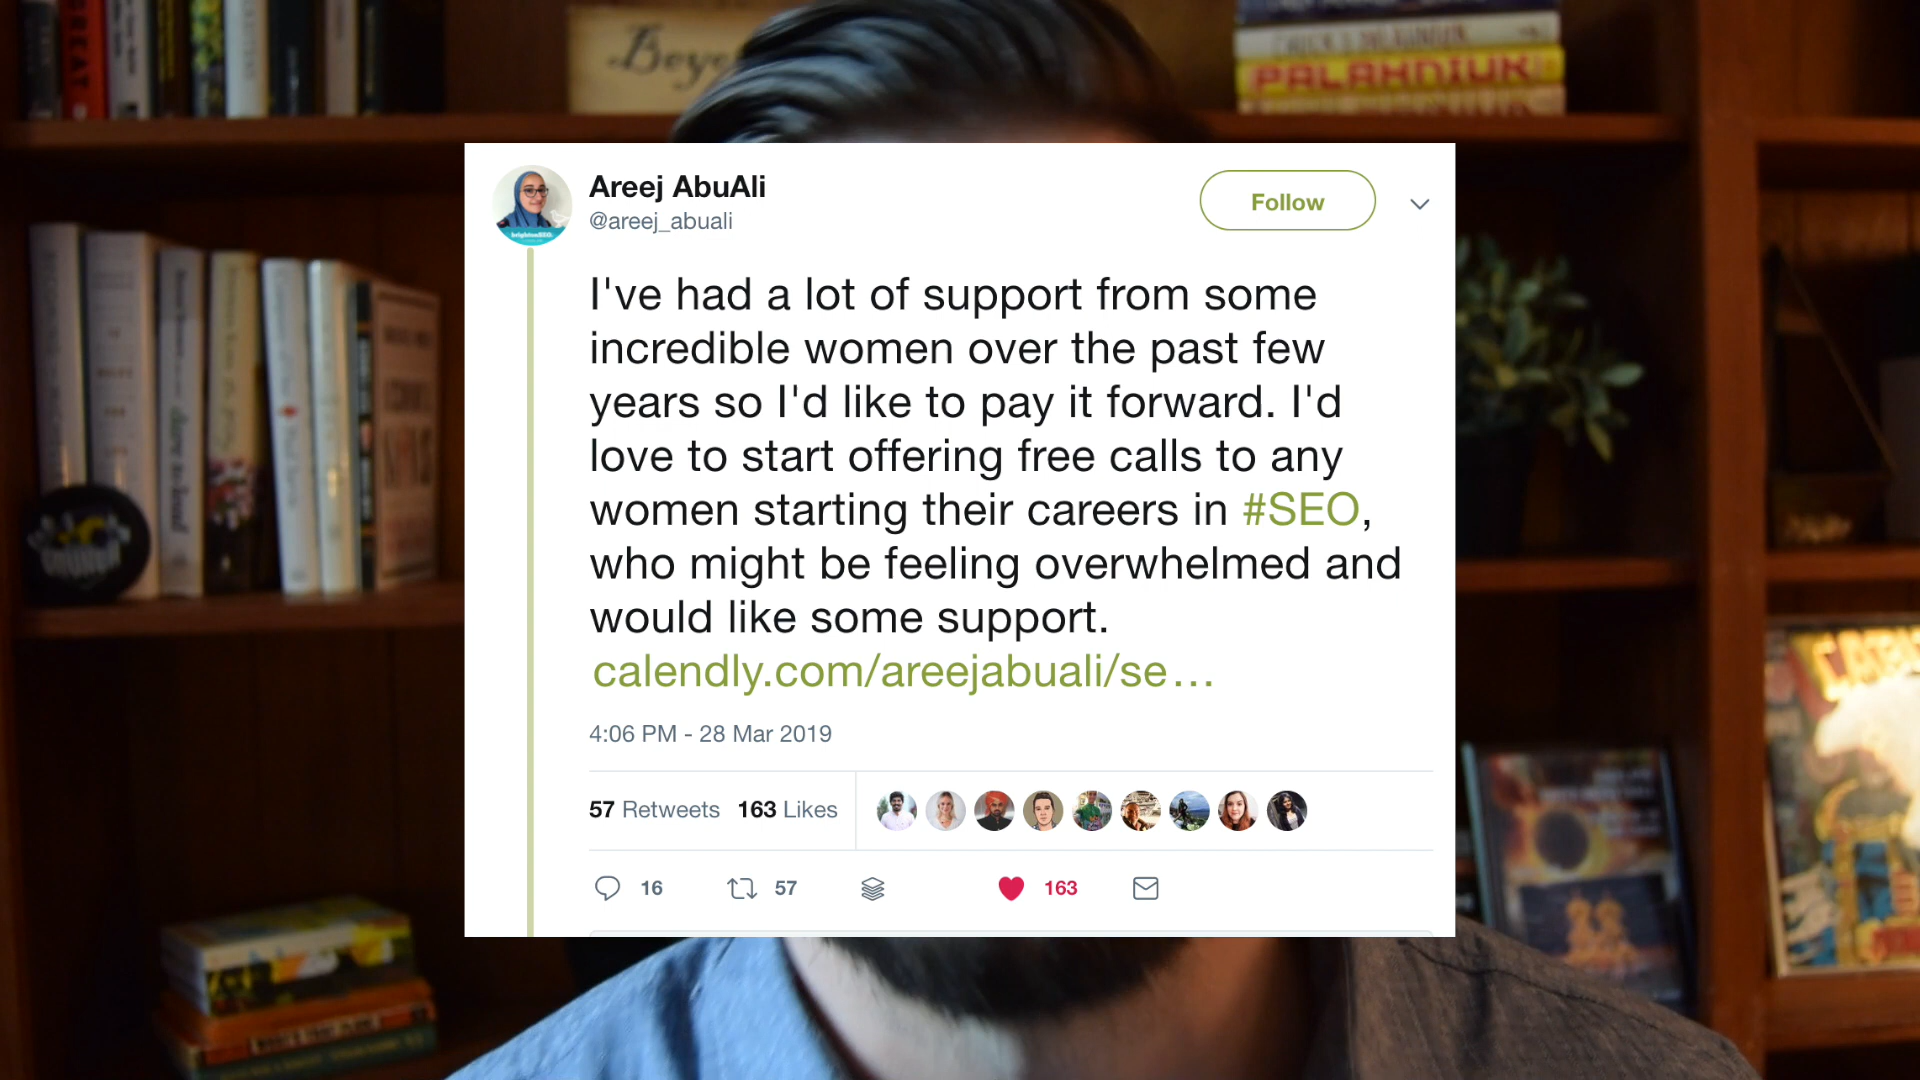 Boye
PALAHNIUK
Areej AbuAli
@areej_abuali
Follow
I've had a lot of support from some
incredible women over the past few
years so I'd like to pay it forward. I'd
love to start offering free calls to any
women starting their careers in #SEO,
who might be feeling overwhelmed and
would like some support.
calendly.com/areejabuali/se…
4:06 PM - 28 Mar 2019
57 Retweets 163 Likes
16 57 163